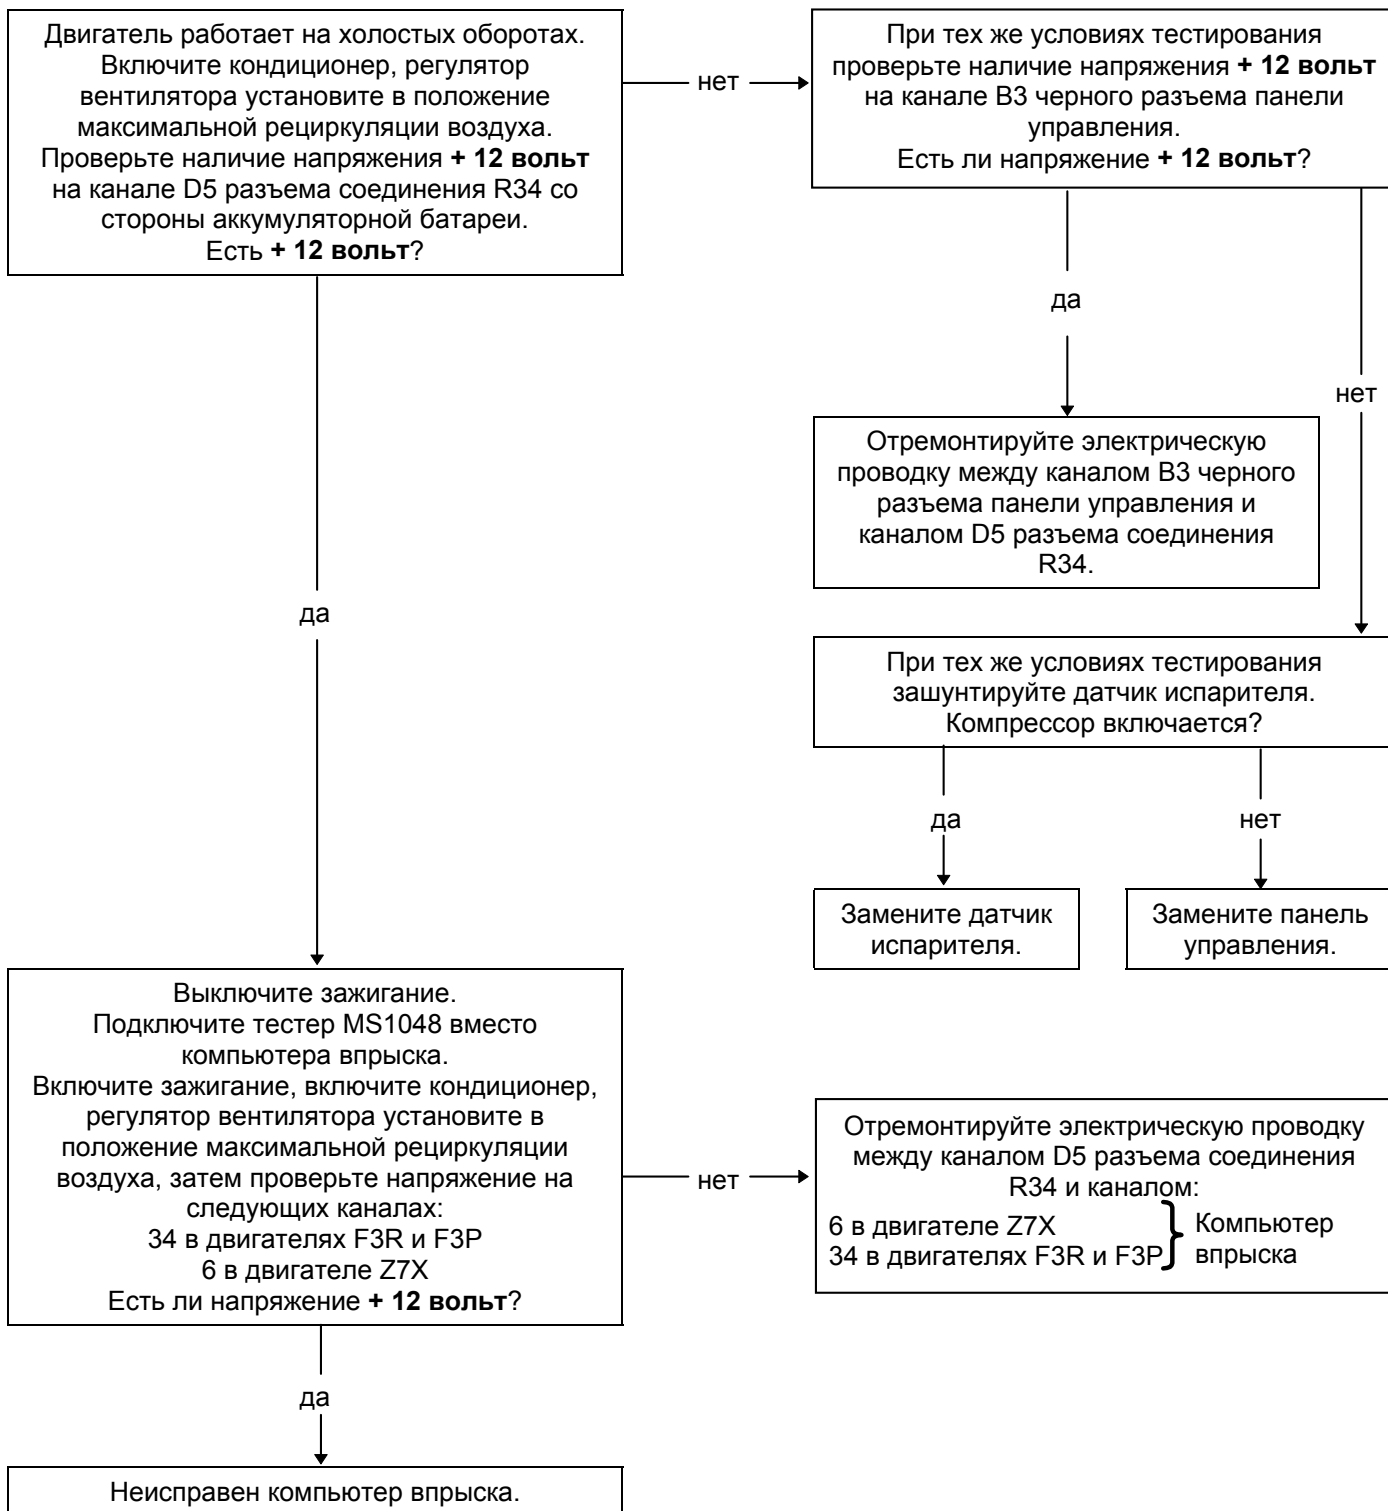 Двигатель работает на холостых оборотах.
Включите кондиционер, регулятор
вентилятора установите в положение
максимальной рециркуляции воздуха.
Проверьте наличие напряжения + 12 вольт
на канале D5 разъема соединения R34 со
стороны аккумуляторной батареи.
Есть + 12 вольт?
нет
При тех же условиях тестирования
проверьте наличие напряжения + 12 вольт
на канале B3 черного разъема панели
управления.
Есть ли напряжение + 12 вольт?
да
нет
Отремонтируйте электрическую
проводку между каналом B3 черного
разъема панели управления и
каналом D5 разъема соединения
R34.
да
При тех же условиях тестирования
зашунтируйте датчик испарителя.
Компрессор включается?
да
нет
Замените датчик
испарителя.
Замените панель
управления.
Выключите зажигание.
Подключите тестер MS1048 вместо
компьютера впрыска.
Включите зажигание, включите кондиционер,
регулятор вентилятора установите в
положение максимальной рециркуляции
воздуха, затем проверьте напряжение на
следующих каналах:
34 в двигателях F3R и F3P
6 в двигателе Z7X
Есть ли напряжение + 12 вольт?
нет
Отремонтируйте электрическую проводку
между каналом D5 разъема соединения
R34 и каналом:
6 в двигателе Z7X
34 в двигателях F3R и F3P
Компьютер
впрыска
да
Неисправен компьютер впрыска.